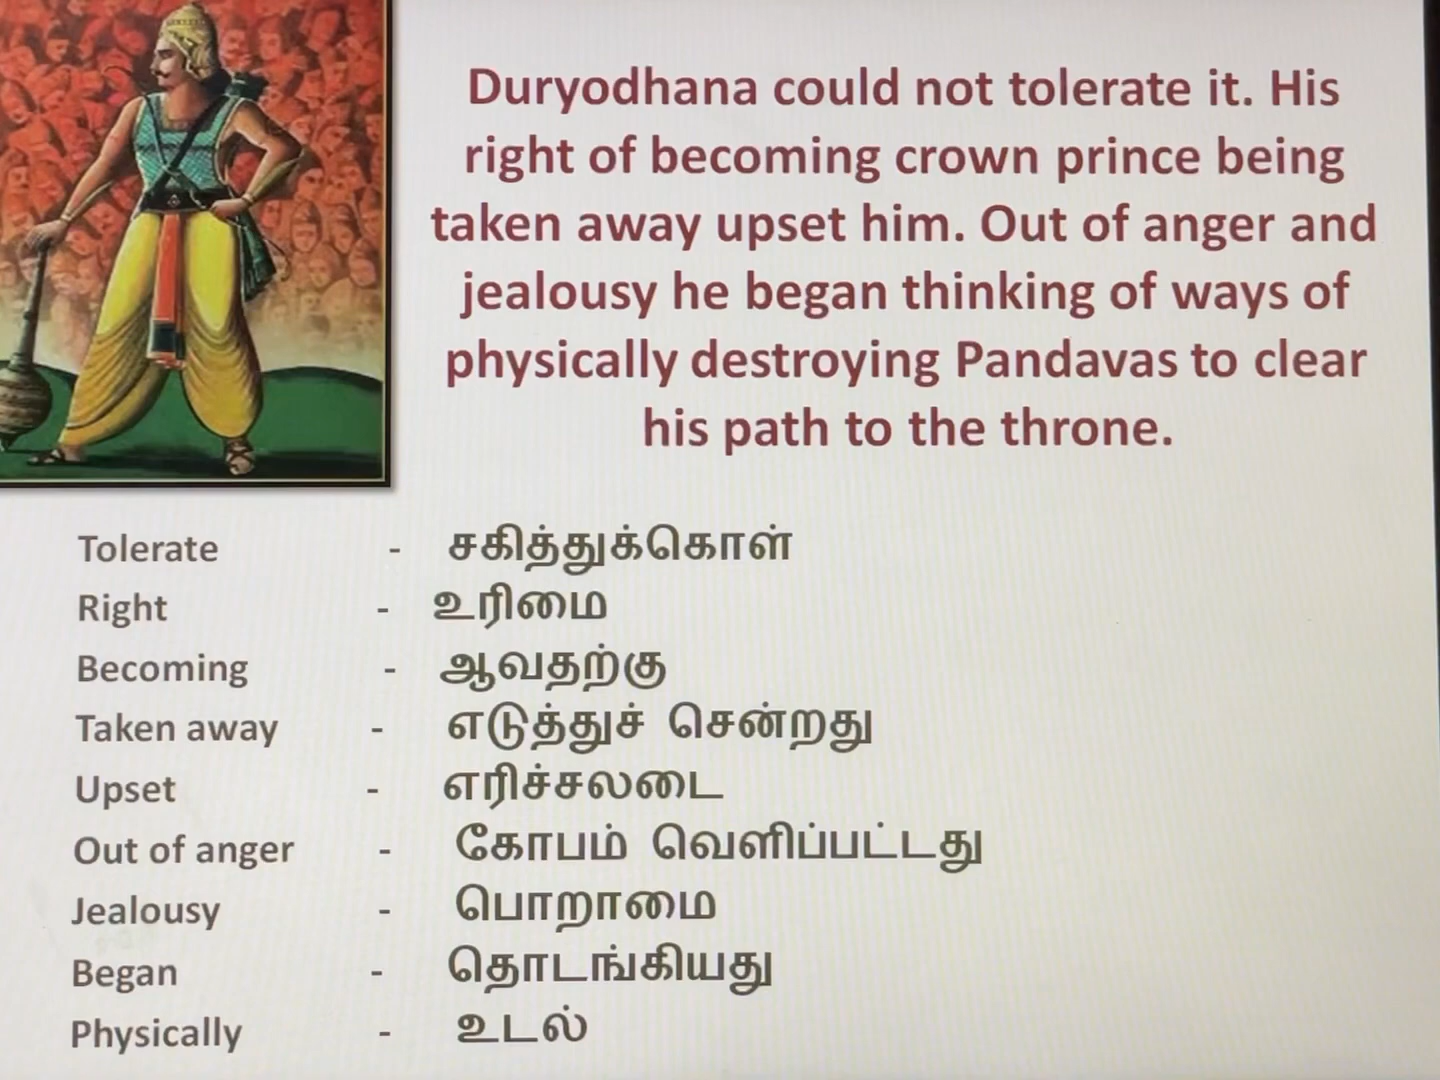 Duryodhana could not tolerate it. His
right of becoming crown prince being
taken away upset him. Out of anger and
jealousy he began thinking of ways of
physically destroying Pandavas to clear
his path to the throne.
Tolerate - சகித்துக்கொள்
Right - உரிமை
Becoming - ஆவதற்கு
Taken away - எடுத்துச் சென்றது
Upset - எரிச்சலடை
Out of anger - கோபம் வெளிப்பட்டது
Jealousy - பொறாமை
Began - தொடங்கியது
Physically - உடல்